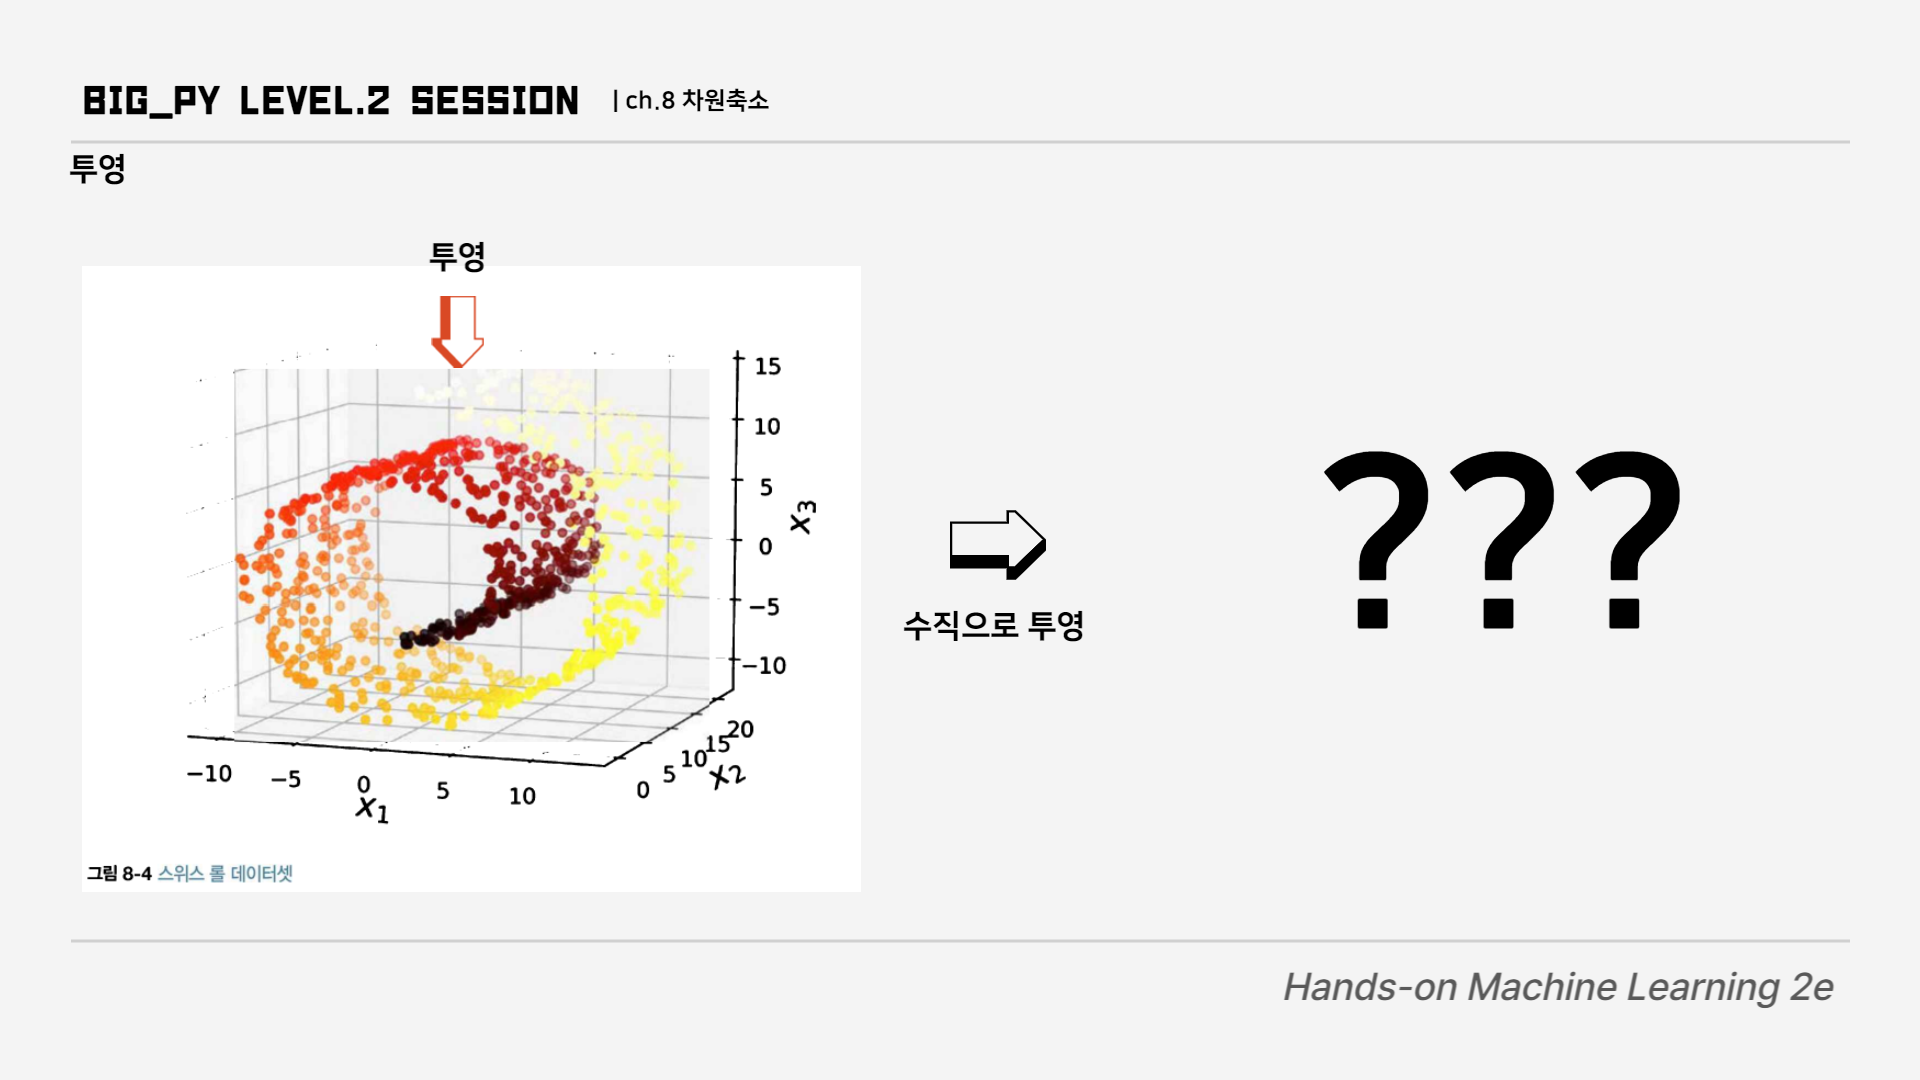 BIG_PY LEVEL.2 SESSION | ch.8 차원축소
투영
투영
15
10
5
0
−5
−10
x3
−10 −5 0 5 10
x1
0 5 10 15 20
x2
그림 8-4 스위스 롤 데이터셋
수직으로 투영
???
Hands-on Machine Learning 2e